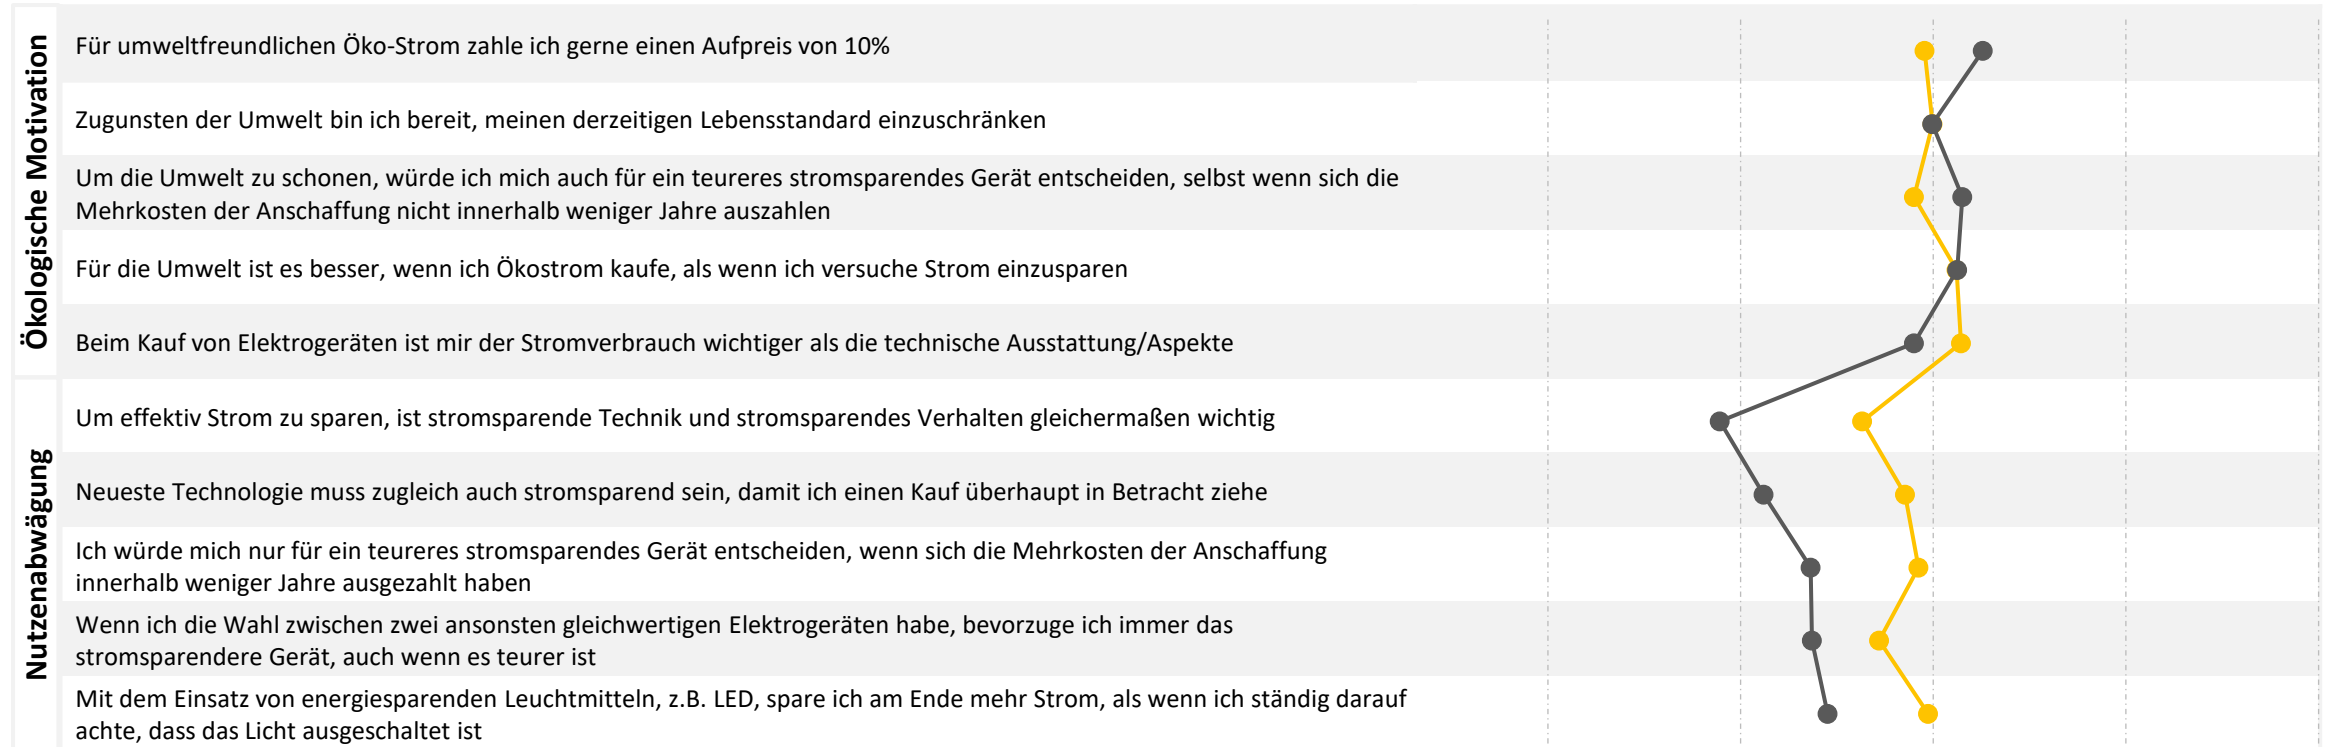 Ökologische Motivation
Für umweltfreundlichen Öko-Strom zahle ich gerne einen Aufpreis von 10%
Zugunsten der Umwelt bin ich bereit, meinen derzeitigen Lebensstandard einzuschränken
Um die Umwelt zu schonen, würde ich mich auch für ein teureres stromsparendes Gerät entscheiden, selbst wenn sich die
Mehrkosten der Anschaffung nicht innerhalb weniger Jahre auszahlen
Für die Umwelt ist es besser, wenn ich Ökostrom kaufe, als wenn ich versuche Strom einzusparen
Beim Kauf von Elektrogeräten ist mir der Stromverbrauch wichtiger als die technische Ausstattung/Aspekte
Nutzenabwägung
Um effektiv Strom zu sparen, ist stromsparende Technik und stromsparendes Verhalten gleichermaßen wichtig
Neueste Technologie muss zugleich auch stromsparend sein, damit ich einen Kauf überhaupt in Betracht ziehe
Ich würde mich nur für ein teureres stromsparendes Gerät entscheiden, wenn sich die Mehrkosten der Anschaffung
innerhalb weniger Jahre ausgezahlt haben
Wenn ich die Wahl zwischen zwei ansonsten gleichwertigen Elektrogeräten habe, bevorzuge ich immer das
stromsparendere Gerät, auch wenn es teurer ist
Mit dem Einsatz von energiesparenden Leuchtmitteln, z.B. LED, spare ich am Ende mehr Strom, als wenn ich ständig darauf
achte, dass das Licht ausgeschaltet ist